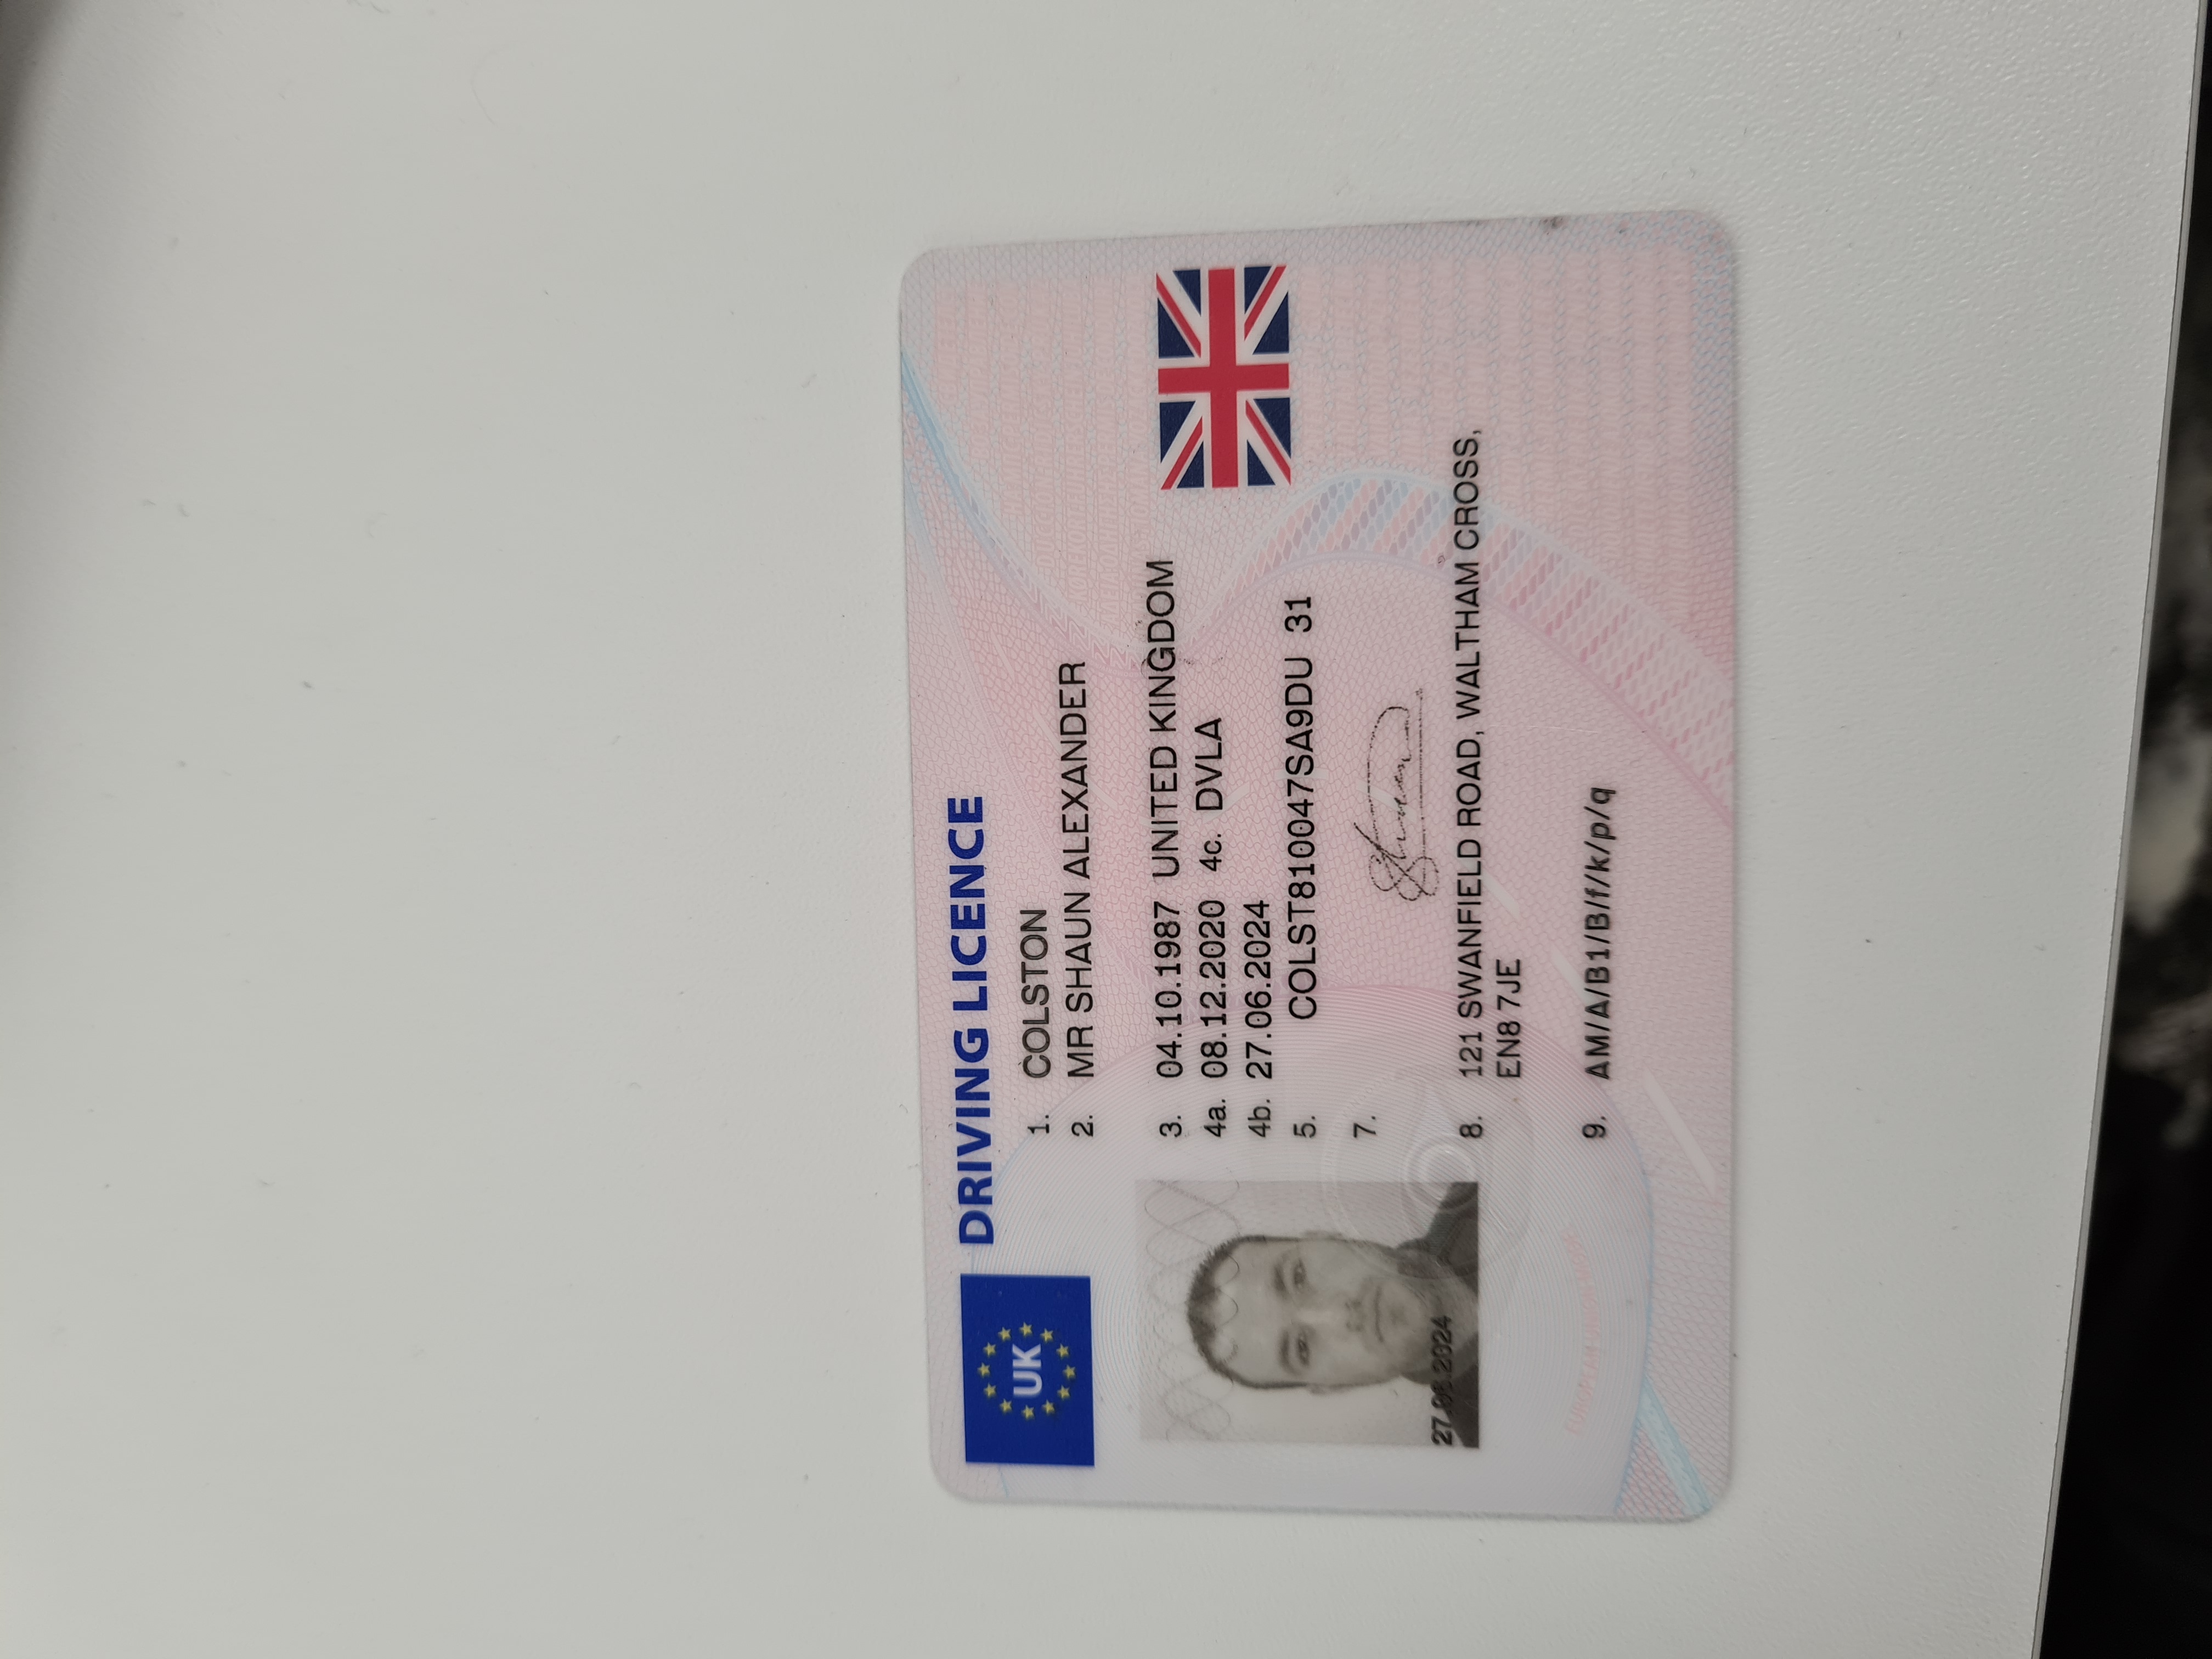 UK
DRIVING LICENCE
1. COLSTON
2. MR SHAUN ALEXANDER
3. 04.10.1987 UNITED KINGDOM
4a. 08.12.2020 4c. DVLA
4b. 27.06.2024
5. COLST810047SA9DU 31
7.
27.06.2024
8. 121 SWANFIELD ROAD, WALTHAM CROSS,
EN8 7JE
EUROPEAN UNION MODEL
9. AM/A/B1/B/f/k/p/q